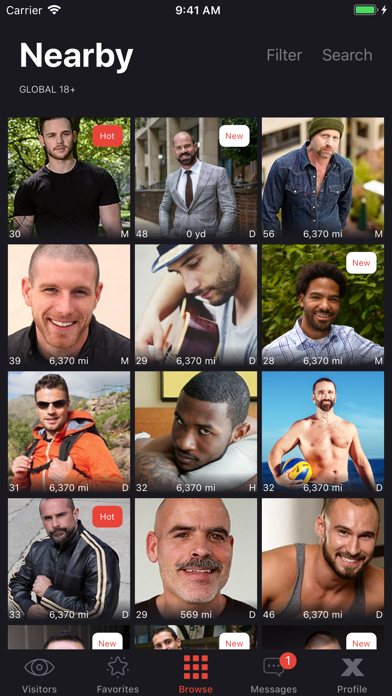 Carrier 9:41 AM
Nearby Filter Search
GLOBAL 18+
Hot New
30 M 48 0 yd D 56 6,370 mi M
New
39 6,370 mi M 29 6,370 mi D 28 6,370 mi M
31 6,370 mi D 32 6,370 mi H 32 6,370 mi D
Hot
33 6,370 mi D 29 569 mi D 46 6,370 mi D
New New New
1
Visitors Favorites Browse Messages Profile